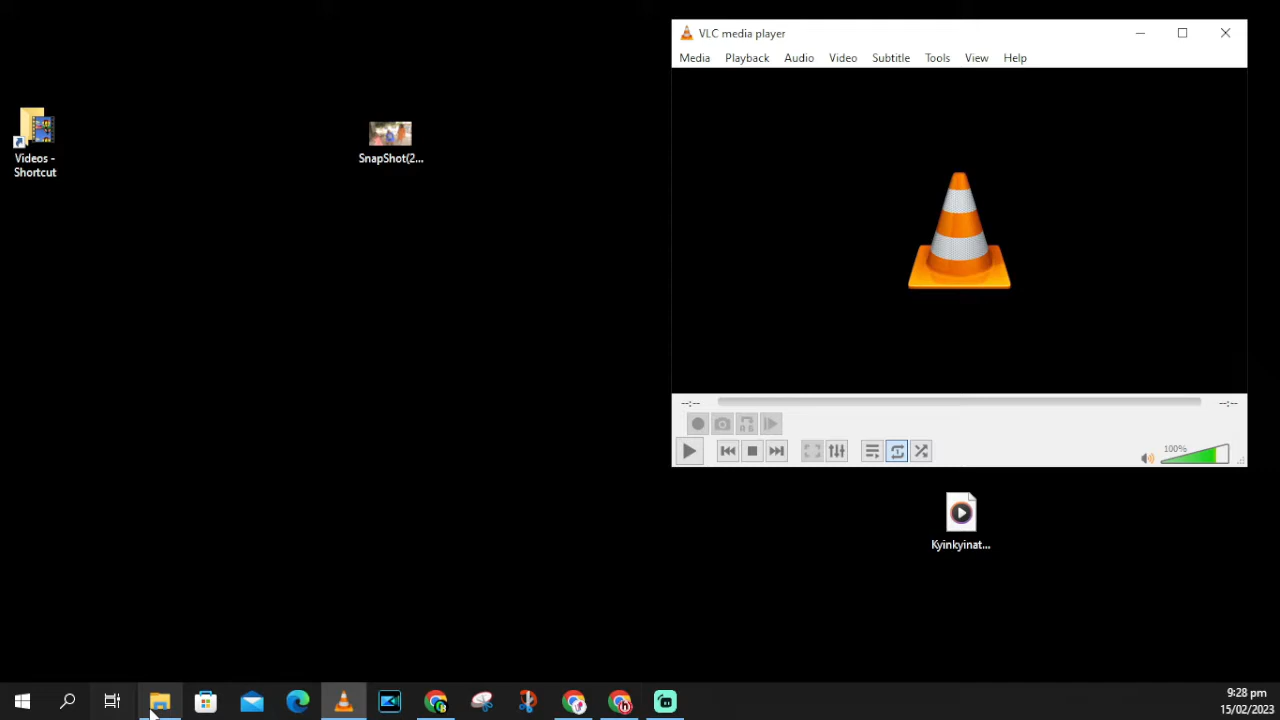 VLC media player
Media Playback Audio Video Subtitle Tools View Help
Videos -
Shortcut
SnapShot(2...
--:-- --:--
100%
Kyinkyinat...
9:28 pm
15/02/2023